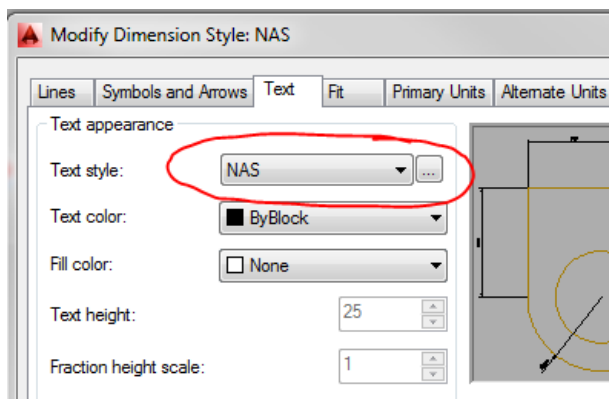 Modify Dimension Style: NAS
Lines Symbols and Arrows Text Fit Primary Units Alternate Units
Text appearance
Text style: NAS ...
Text color: ByBlock
Fill color: None
Text height: 25
Fraction height scale: 1